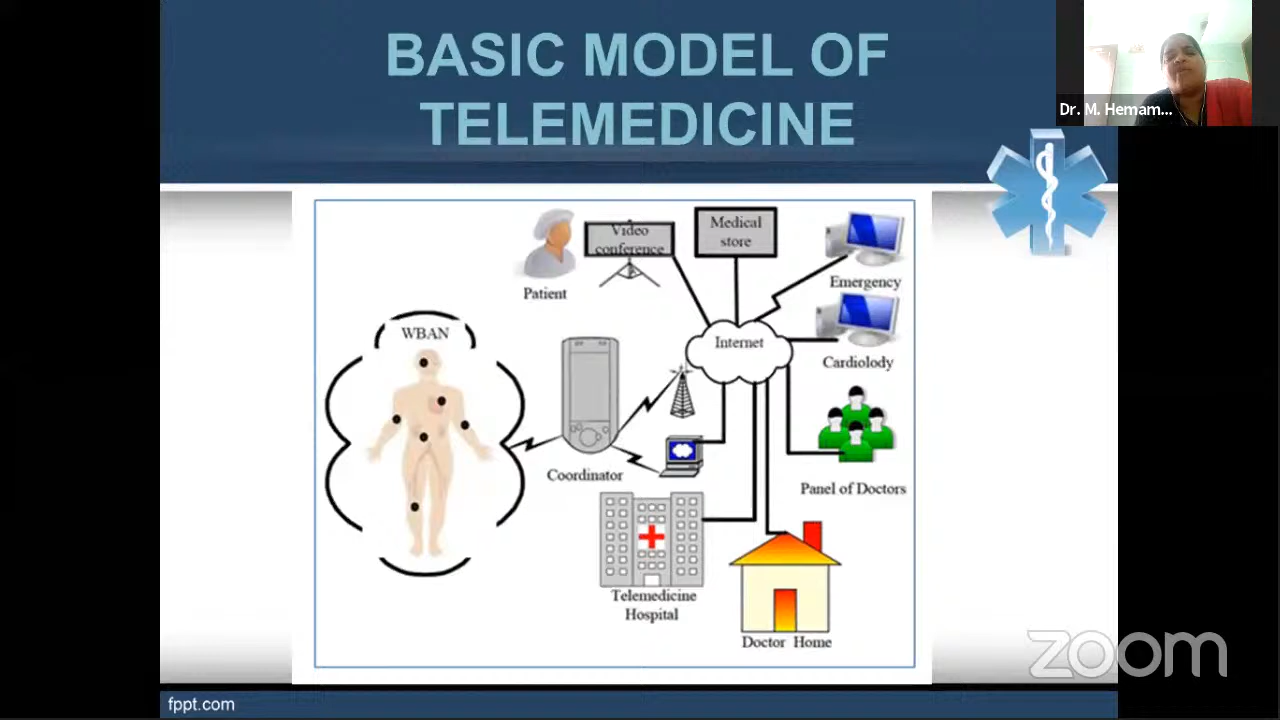 BASIC MODEL OF
TELEMEDICINE
Dr. M. Hemam...
Video
conference
Medical
store
Patient
Emergency
WBAN
Internet
Cardiolody
Coordinator
Panel of Doctors
Telemedicine
Hospital
Doctor Home
zoom
fppt.com